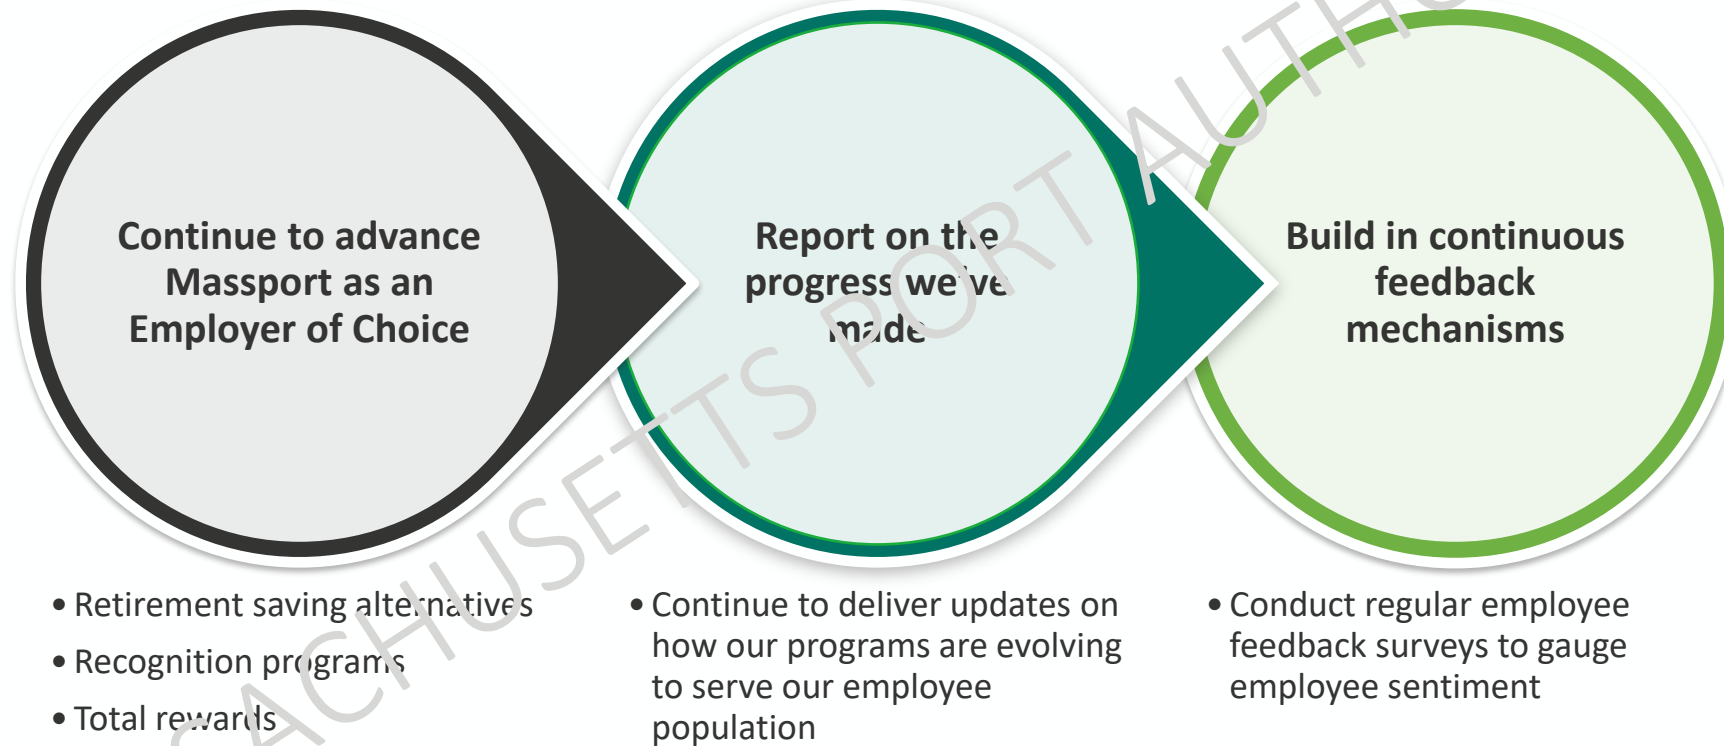 Continue to advance
Massport as an
Employer of Choice
Report on the
progress we've
made
Build in continuous
feedback
mechanisms
• Retirement saving alternatives
• Recognition programs
• Total rewards
• Continue to deliver updates on
how our programs are evolving
to serve our employee
population
• Conduct regular employee
feedback surveys to gauge
employee sentiment
SACHUSETTS PORT AUTHO